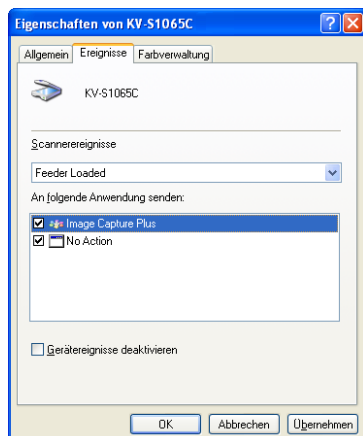 Eigenschaften von KV-S1065C
Allgemein Ereignisse Farbverwaltung
KV-S1065C
Scannerereignisse
Feeder Loaded
An folgende Anwendung senden:
Image Capture Plus
No Action
Gerätereignisse deaktivieren
OK Abbrechen Übernehmen